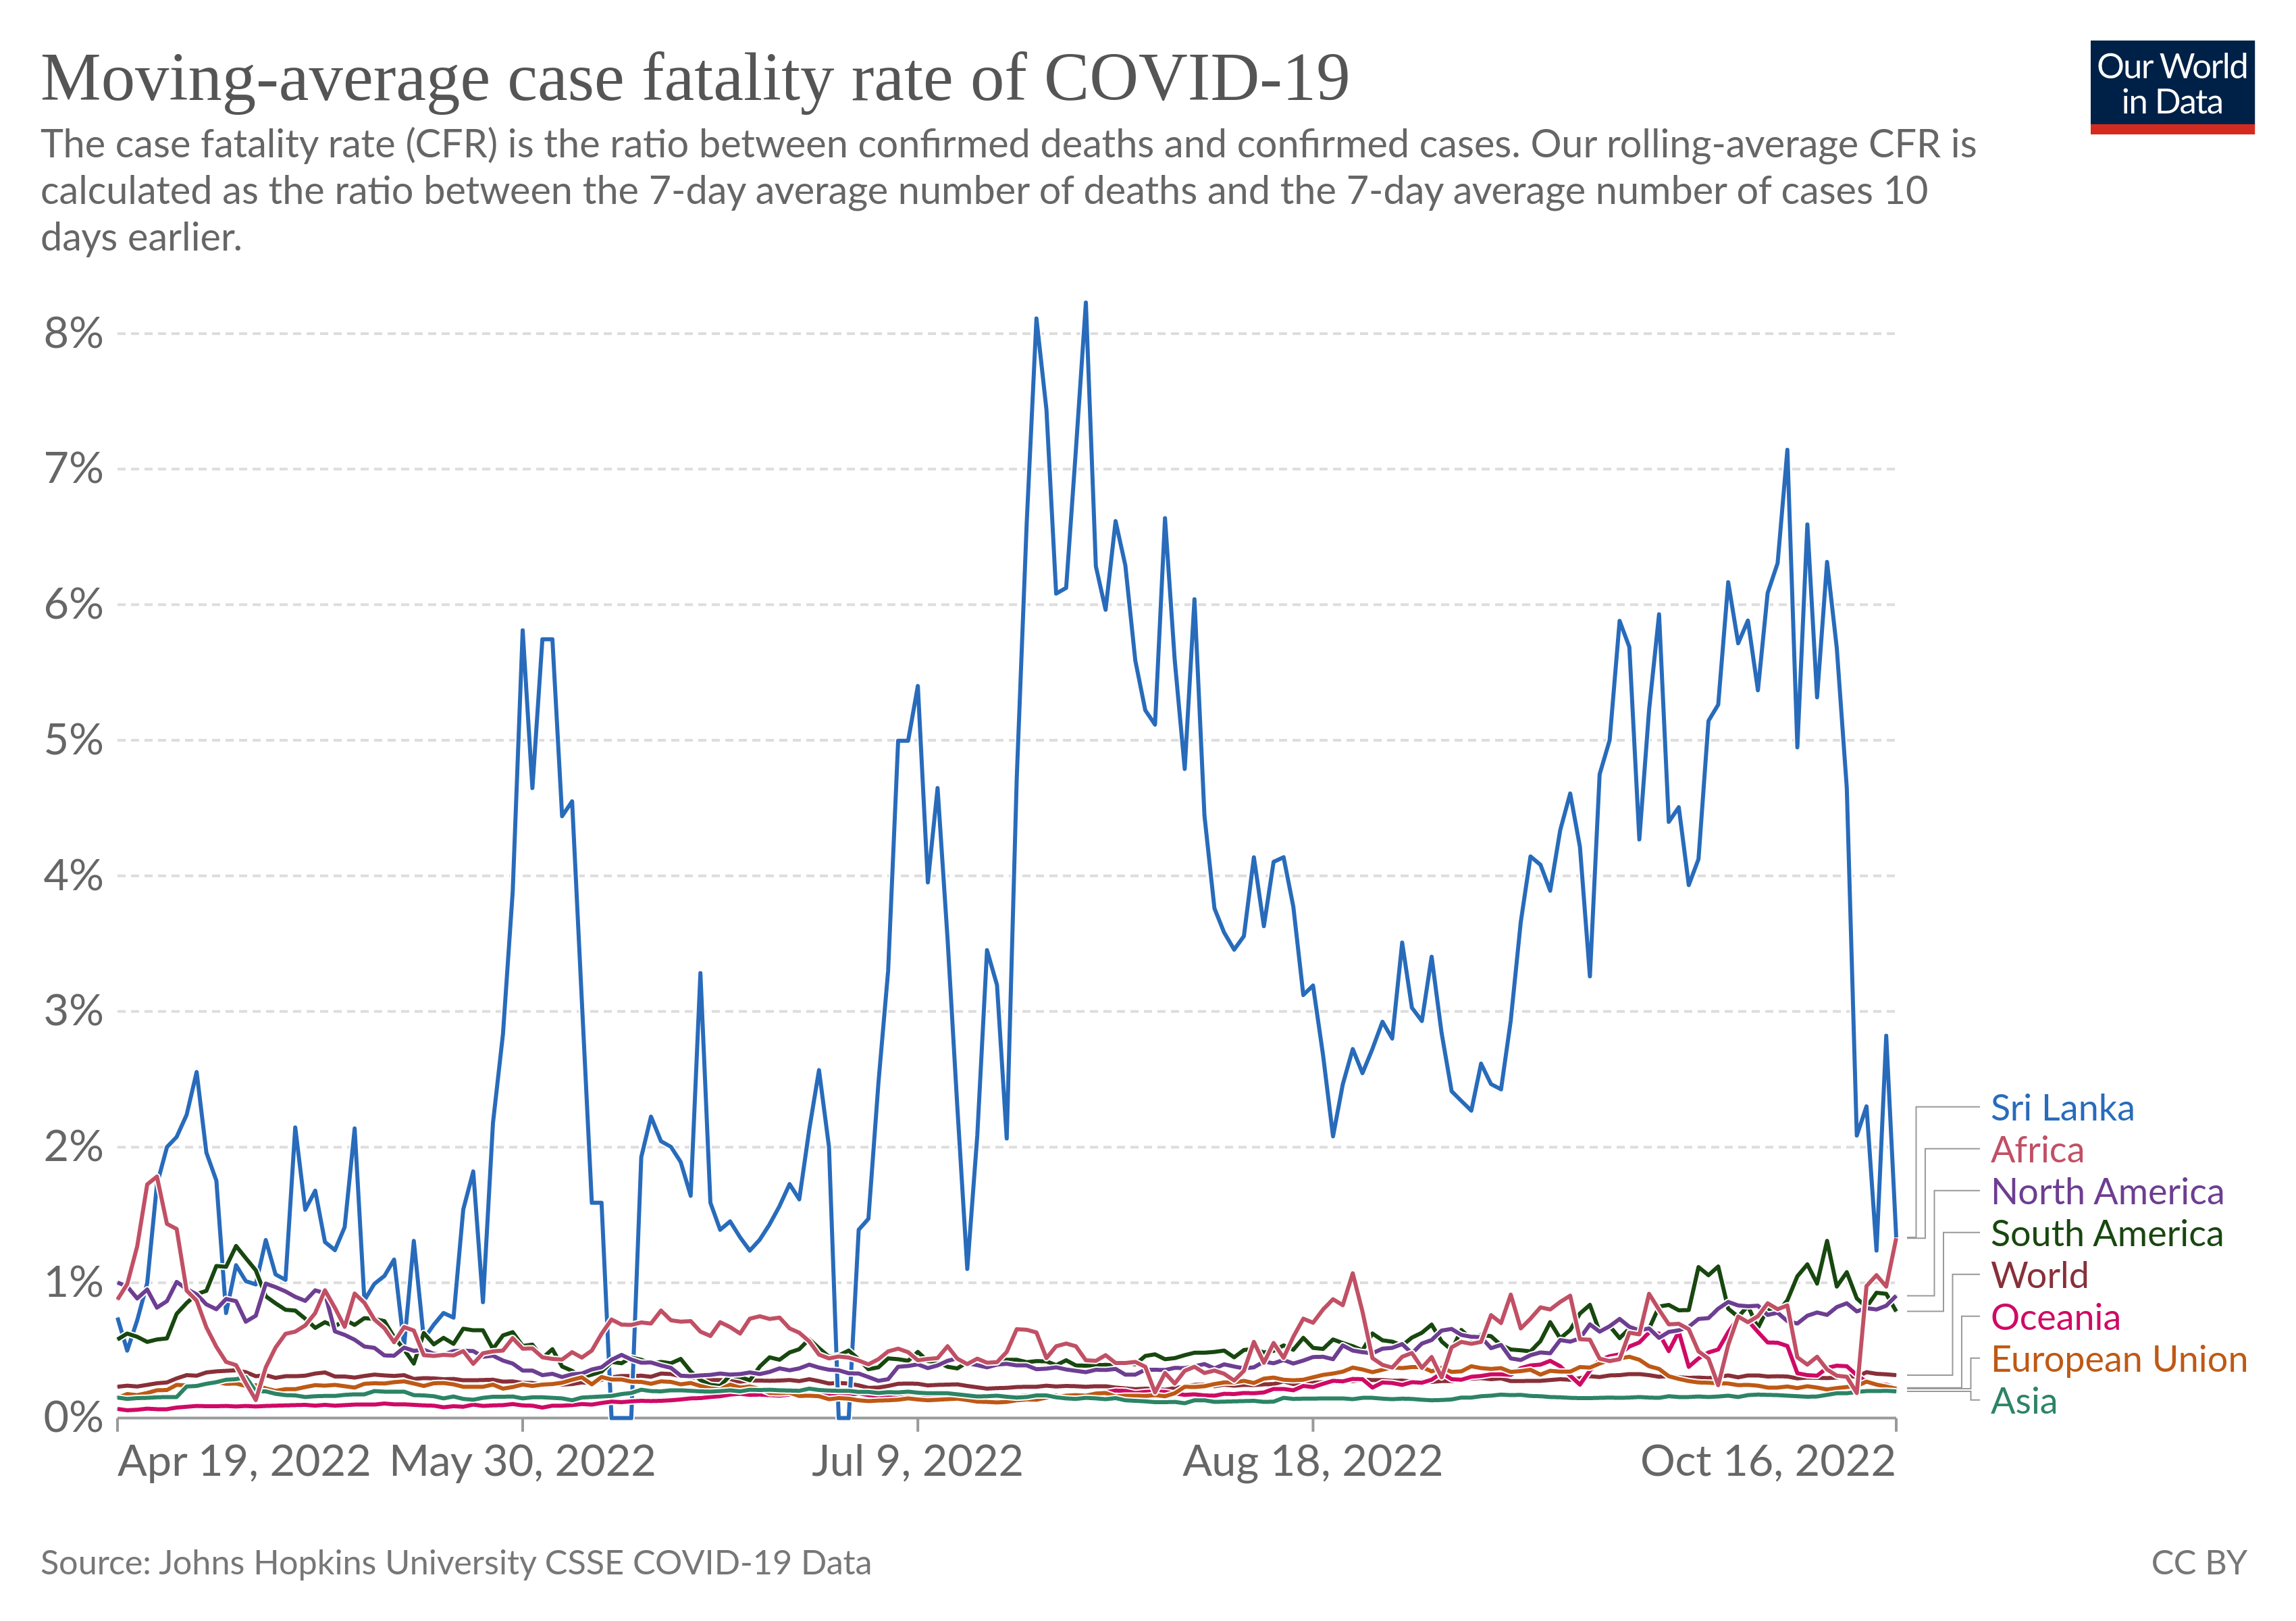 Moving-average case fatality rate of COVID-19
Our World
in Data
The case fatality rate (CFR) is the ratio between confirmed deaths and confirmed cases. Our rolling-average CFR is
calculated as the ratio between the 7-day average number of deaths and the 7-day average number of cases 10
days earlier.
8%
7%
6%
5%
4%
3%
2%
1%
0%
Sri Lanka
Africa
North America
South America
World
Oceania
European Union
Asia
Apr 19, 2022
May 30, 2022
Jul 9, 2022
Aug 18, 2022
Oct 16, 2022
Source: Johns Hopkins University CSSE COVID-19 Data
CC BY